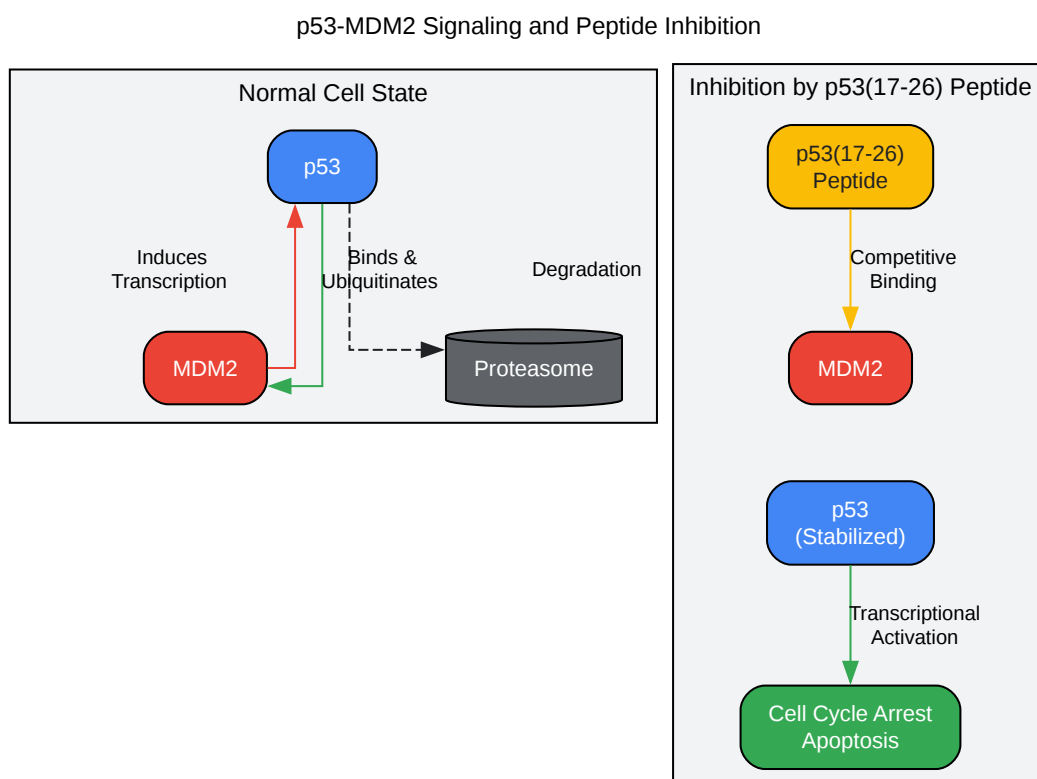 p53-MDM2 Signaling and Peptide Inhibition
Normal Cell State
p53
Induces
Transcription
Binds &
Ubiquitinates
Degradation
MDM2
Proteasome
Inhibition by p53(17-26) Peptide
p53(17-26)
Peptide
Competitive
Binding
MDM2
p53
(Stabilized)
Transcriptional
Activation
Cell Cycle Arrest
Apoptosis